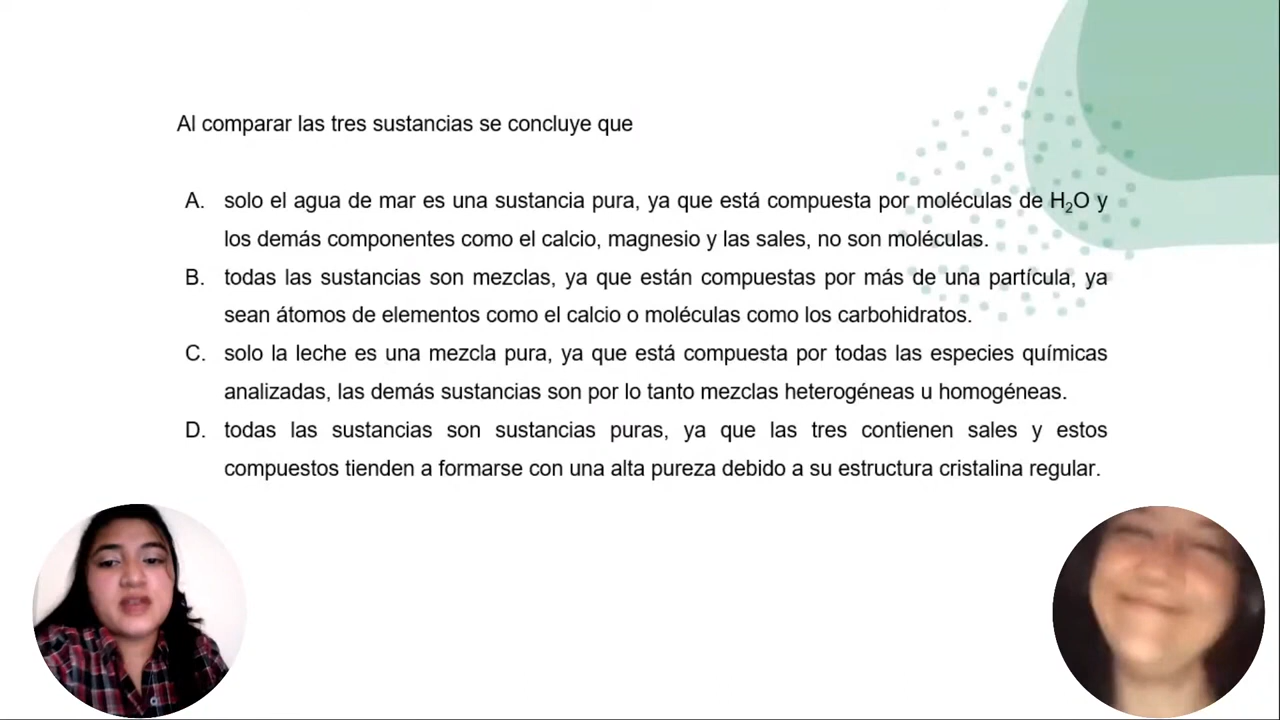 Al comparar las tres sustancias se concluye que
A. solo el agua de mar es una sustancia pura, ya que está compuesta por moléculas de H₂O y
los demás componentes como el calcio, magnesio y las sales, no son moléculas.
B. todas las sustancias son mezclas, ya que están compuestas por más de una partícula, ya
sean átomos de elementos como el calcio o moléculas como los carbohidratos.
C. solo la leche es una mezcla pura, ya que está compuesta por todas las especies químicas
analizadas, las demás sustancias son por lo tanto mezclas heterogéneas u homogéneas.
D. todas las sustancias son sustancias puras, ya que las tres contienen sales y estos
compuestos tienden a formarse con una alta pureza debido a su estructura cristalina regular.